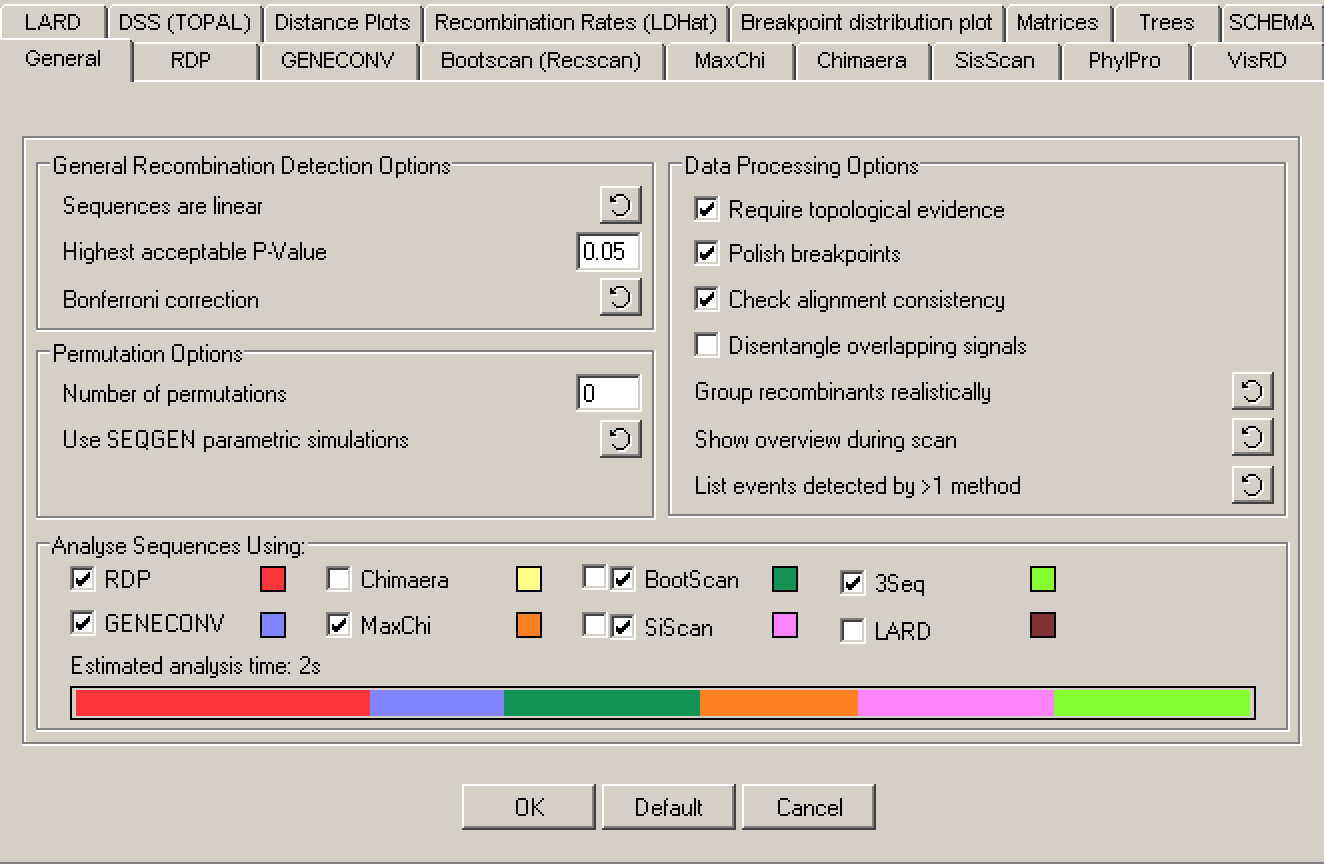 LARD DSS (TOPAL) Distance Plots Recombination Rates (LDHat) Breakpoint distribution plot Matrices Trees SCHEMA
General RDP GENECONV Bootscan (Recscan) MaxChi Chimaera SisScan PhylPro VisRD
General Recombination Detection Options
Sequences are linear
Highest acceptable P-Value 0.05
Bonferroni correction
Permutation Options
Number of permutations 0
Use SEQGEN parametric simulations
Data Processing Options
Require topological evidence
Polish breakpoints
Check alignment consistency
Disentangle overlapping signals
Group recombinants realistically
Show overview during scan
List events detected by >1 method
Analyse Sequences Using:
RDP Chimaera BootScan 3Seq
GENECONV MaxChi SiScan LARD
Estimated analysis time: 2s
OK Default Cancel